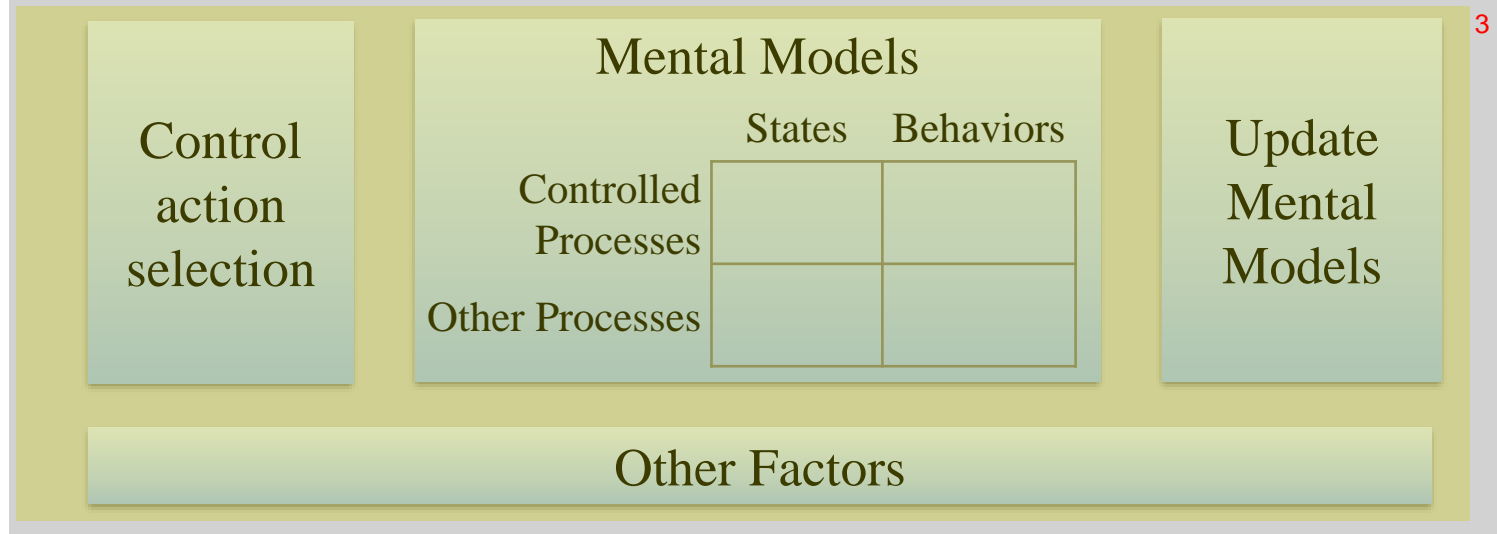 3
Control
action
selection
Mental Models
States Behaviors
Controlled
Processes
Other Processes
Update
Mental
Models
Other Factors